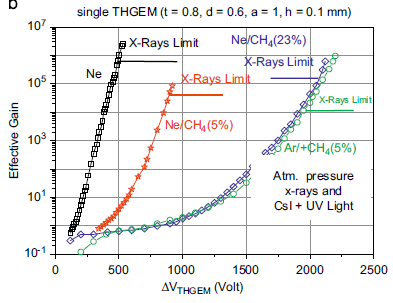 b
single THGEM (t = 0.8, d = 0.6, a = 1, h = 0.1 mm)
Ne/CH4(23%)
X-Rays Limit
X-Rays Limit
Ne
X-Rays Limit
X-Rays Limit
Ne/CH4(5%)
Ar/+CH4(5%)
Atm. pressure
x-rays and
CsI + UV Light
Effective Gain
10^7
10^5
10^3
10^1
10^-1
0 500 1000 1500 2000 2500
ΔV_THGEM (Volt)